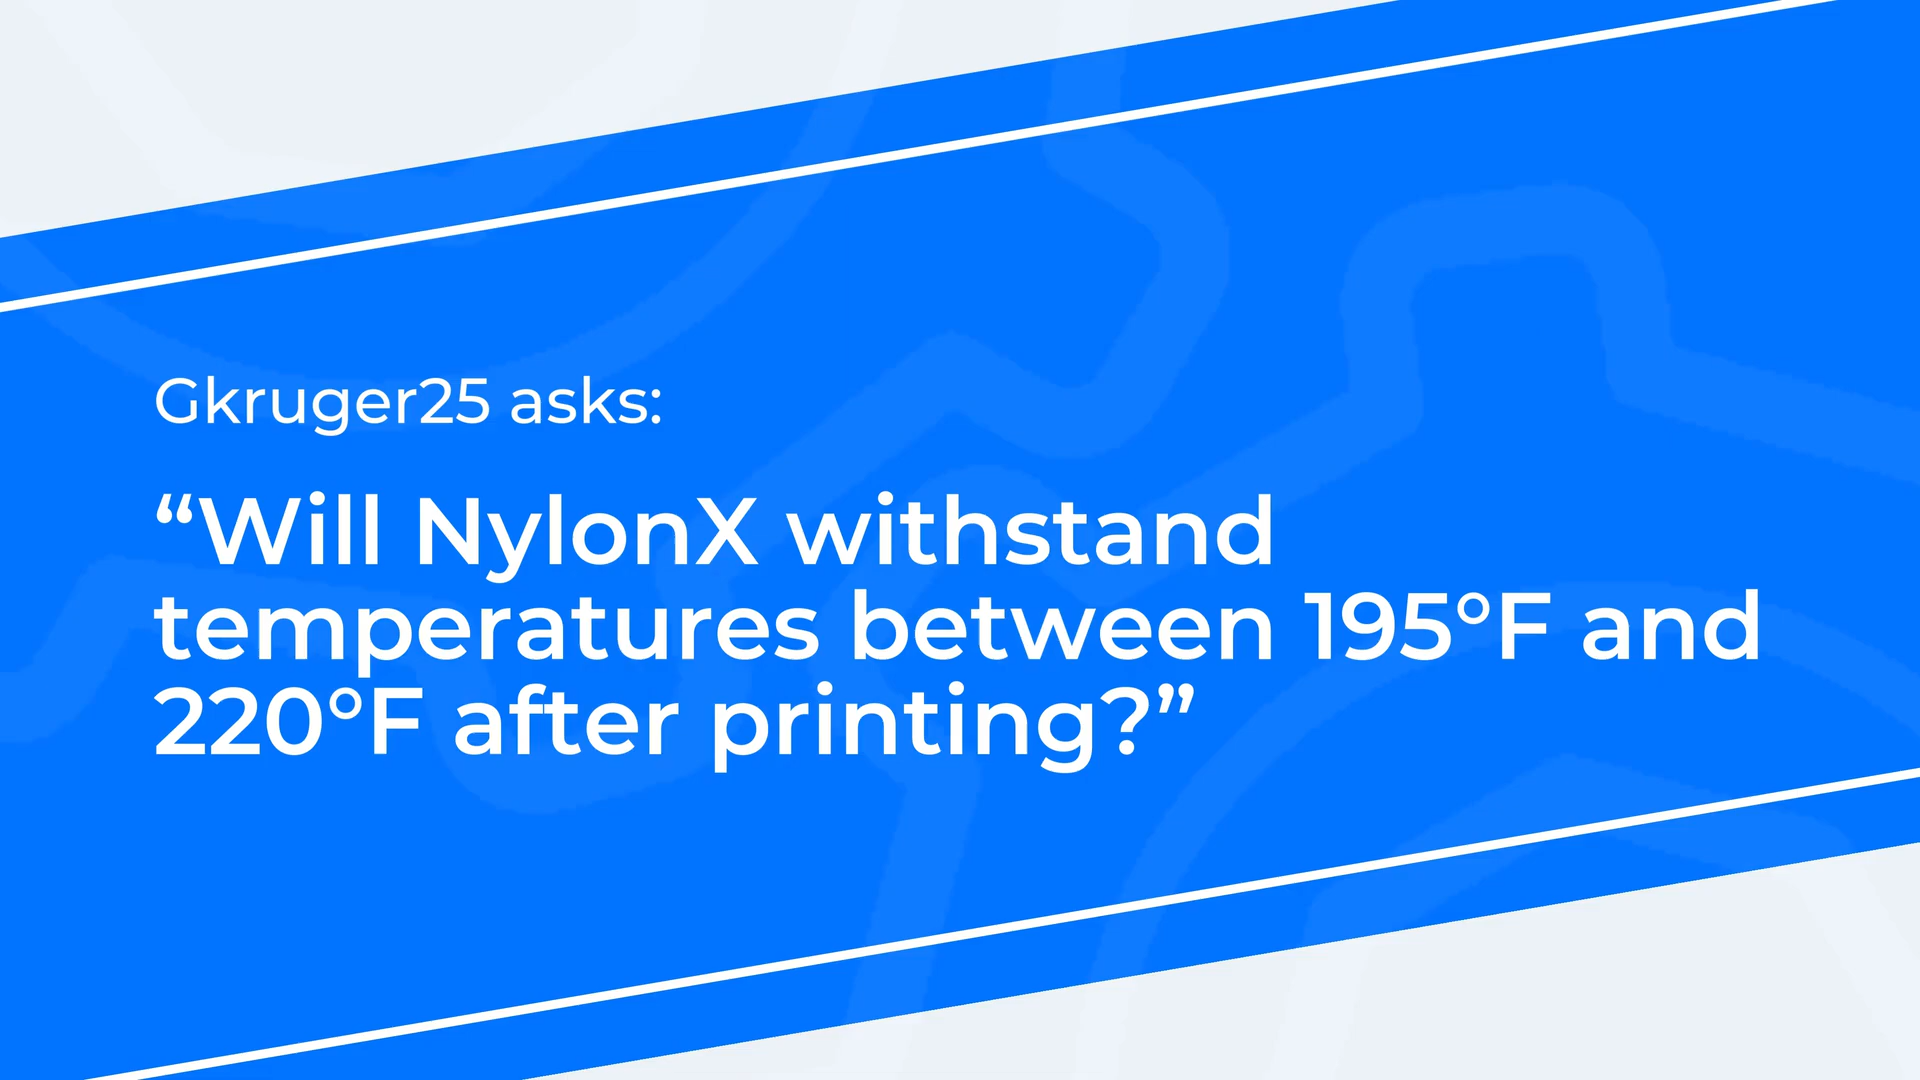 Gkruger25 asks:
“Will NylonX withstand
temperatures between 195°F and
220°F after printing?”